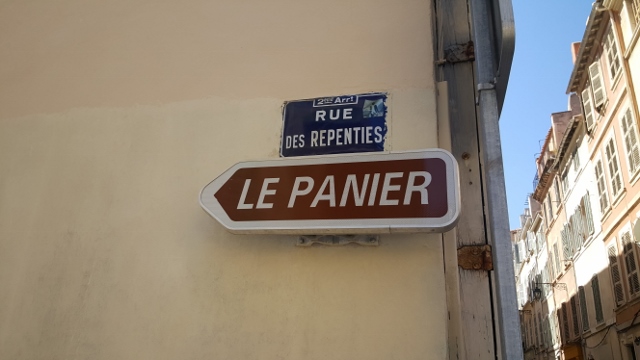 2ème Arrt
RUE
DES REPENTIES
LE PANIER